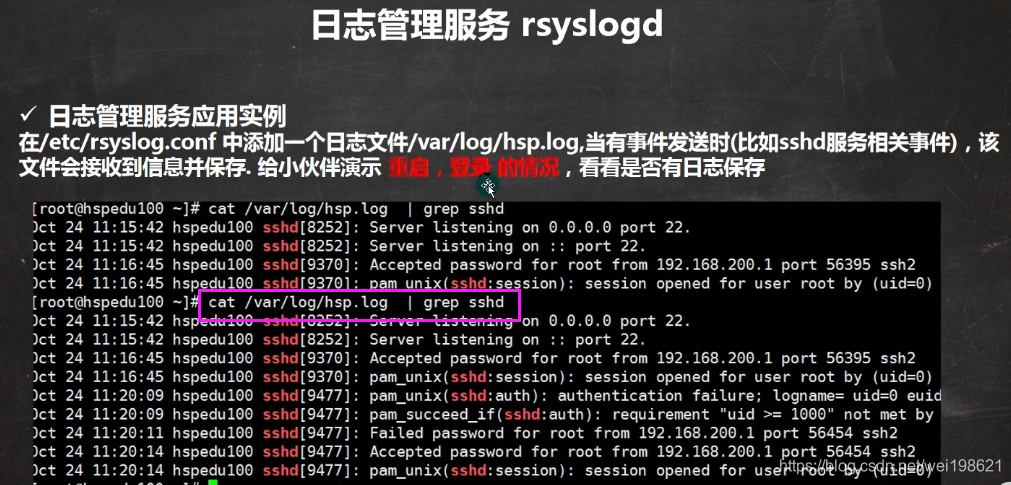 日志管理服务 rsyslogd
✓ 日志管理服务应用实例
在/etc/rsyslog.conf 中添加一个日志文件/var/log/hsp.log,当有事件发送时(比如sshd服务相关事件)，该
文件会接收到信息并保存. 给小伙伴演示 重启，登录 的情况，看看是否有日志保存
[root@hspedu100 ~]# cat /var/log/hsp.log  | grep sshd
Oct 24 11:15:42 hspedu100 sshd[8252]: Server listening on 0.0.0.0 port 22.
Oct 24 11:15:42 hspedu100 sshd[8252]: Server listening on :: port 22.
Oct 24 11:16:45 hspedu100 sshd[9370]: Accepted password for root from 192.168.200.1 port 56395 ssh2
Oct 24 11:16:45 hspedu100 sshd[9370]: pam_unix(sshd:session): session opened for user root by (uid=0)
[root@hspedu100 ~]# cat /var/log/hsp.log  | grep sshd
Oct 24 11:15:42 hspedu100 sshd[8252]: Server listening on 0.0.0.0 port 22.
Oct 24 11:15:42 hspedu100 sshd[8252]: Server listening on :: port 22.
Oct 24 11:16:45 hspedu100 sshd[9370]: Accepted password for root from 192.168.200.1 port 56395 ssh2
Oct 24 11:16:45 hspedu100 sshd[9370]: pam_unix(sshd:session): session opened for user root by (uid=0)
Oct 24 11:20:09 hspedu100 sshd[9477]: pam_unix(sshd:auth): authentication failure; logname= uid=0 euid
Oct 24 11:20:09 hspedu100 sshd[9477]: pam_succeed_if(sshd:auth): requirement "uid >= 1000" not met by
Oct 24 11:20:11 hspedu100 sshd[9477]: Failed password for root from 192.168.200.1 port 56454 ssh2
Oct 24 11:20:14 hspedu100 sshd[9477]: Accepted password for root from 192.168.200.1 port 56454 ssh2
Oct 24 11:20:14 hspedu100 sshd[9477]: pam_unix(sshd:session): session opened for user root by (uid=0)
https://blog.csdn.net/wei198621